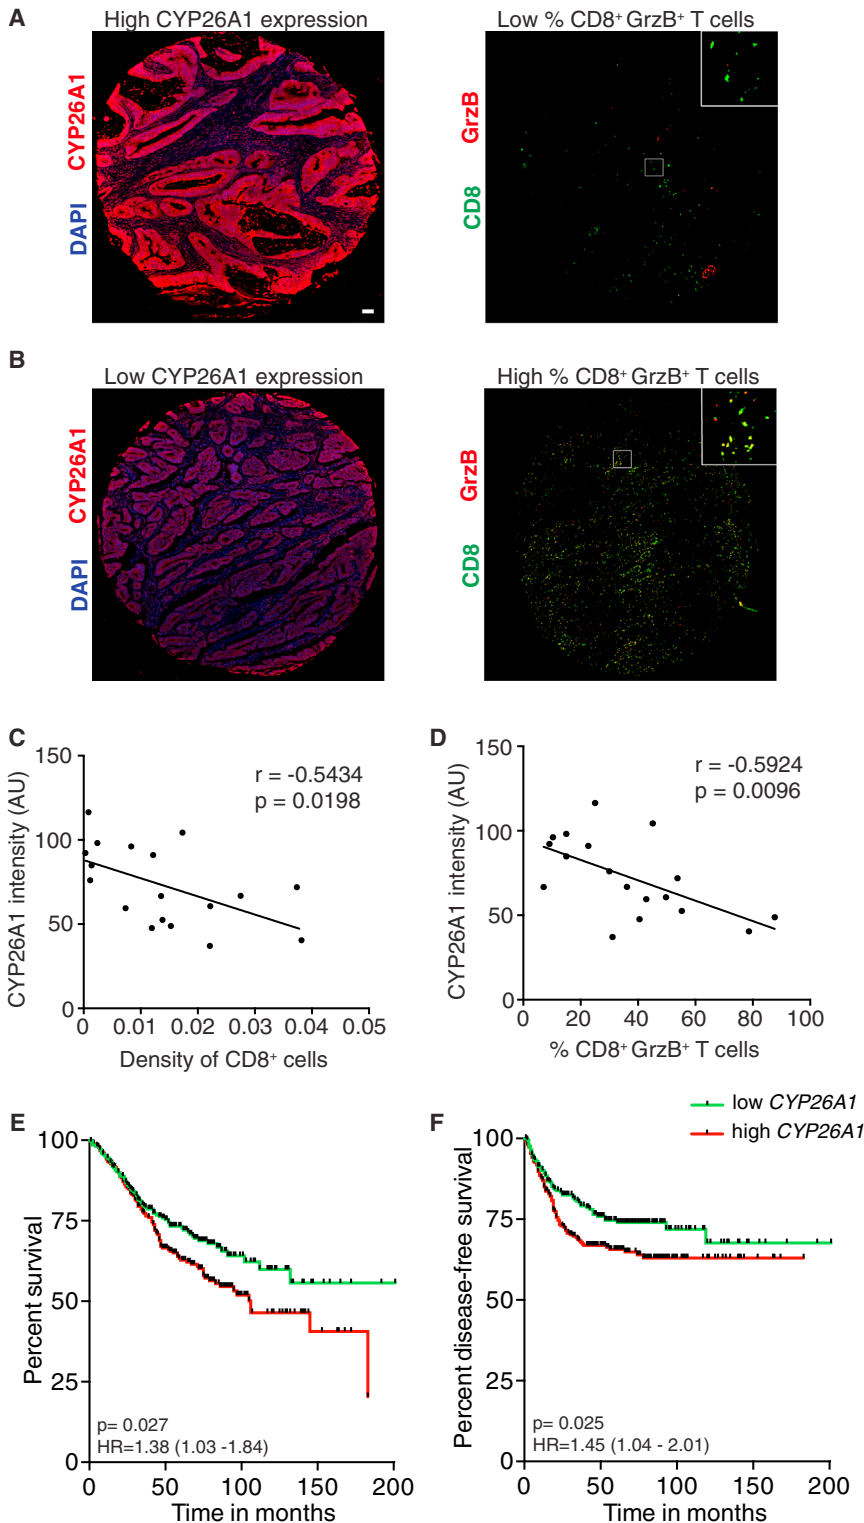 A
High CYP26A1 expression
Low % CD8⁺ GrzB⁺ T cells
DAPI CYP26A1
CD8 GrzB
B
Low CYP26A1 expression
High % CD8⁺ GrzB⁺ T cells
DAPI CYP26A1
CD8 GrzB
C
CYP26A1 intensity (AU)
150
100
50
0
r = -0.5434
p = 0.0198
0 0.01 0.02 0.03 0.04 0.05
Density of CD8⁺ cells
D
CYP26A1 intensity (AU)
150
100
50
0
r = -0.5924
p = 0.0096
0 20 40 60 80 100
% CD8⁺ GrzB⁺ T cells
low CYP26A1
high CYP26A1
E
Percent survival
100
75
50
25
0
p= 0.027
HR=1.38 (1.03 -1.84)
0 50 100 150 200
Time in months
F
Percent disease-free survival
100
75
50
25
0
p= 0.025
HR=1.45 (1.04 - 2.01)
0 50 100 150 200
Time in months